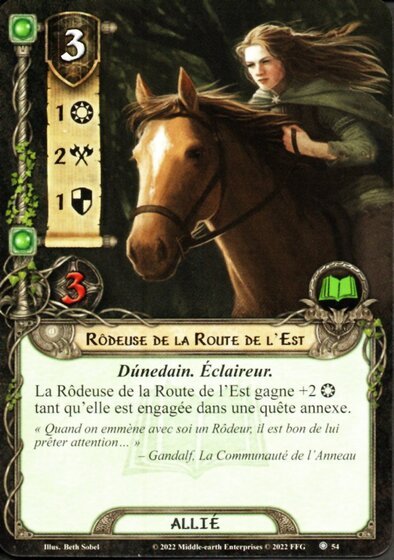 3
1
2
1
3
Rôdeuse de la Route de l'Est
Dúnedain. Éclaireur.
La Rôdeuse de la Route de l'Est gagne +2
tant qu'elle est engagée dans une quête annexe.
« Quand on emmène avec soi un Rôdeur, il est bon de lui
prêter attention… »
– Gandalf, La Communauté de l'Anneau
Allié
Illus. Beth Sobel © 2022 Middle-earth Enterprises © 2022 FFG 54